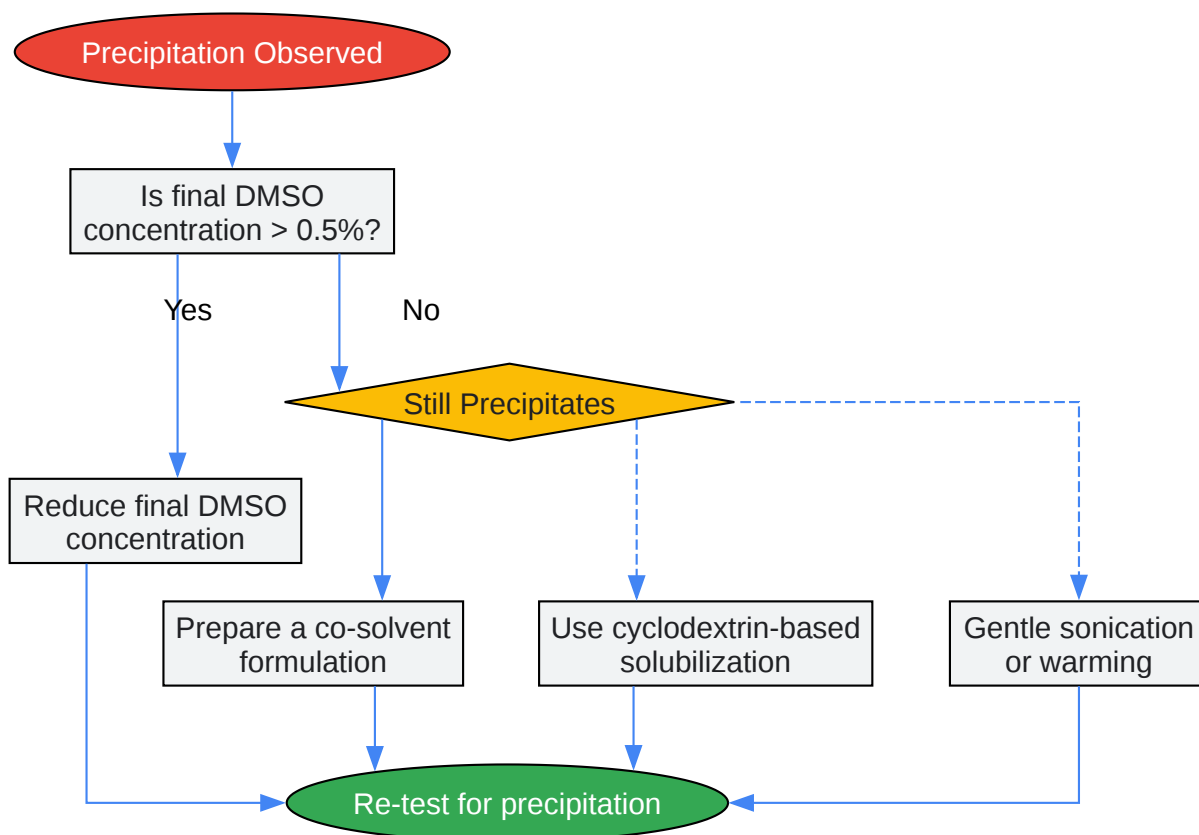 Precipitation Observed
Is final DMSO
concentration > 0.5%?
Yes
No
Still Precipitates
Reduce final DMSO
concentration
Prepare a co-solvent
formulation
Use cyclodextrin-based
solubilization
Gentle sonication
or warming
Re-test for precipitation